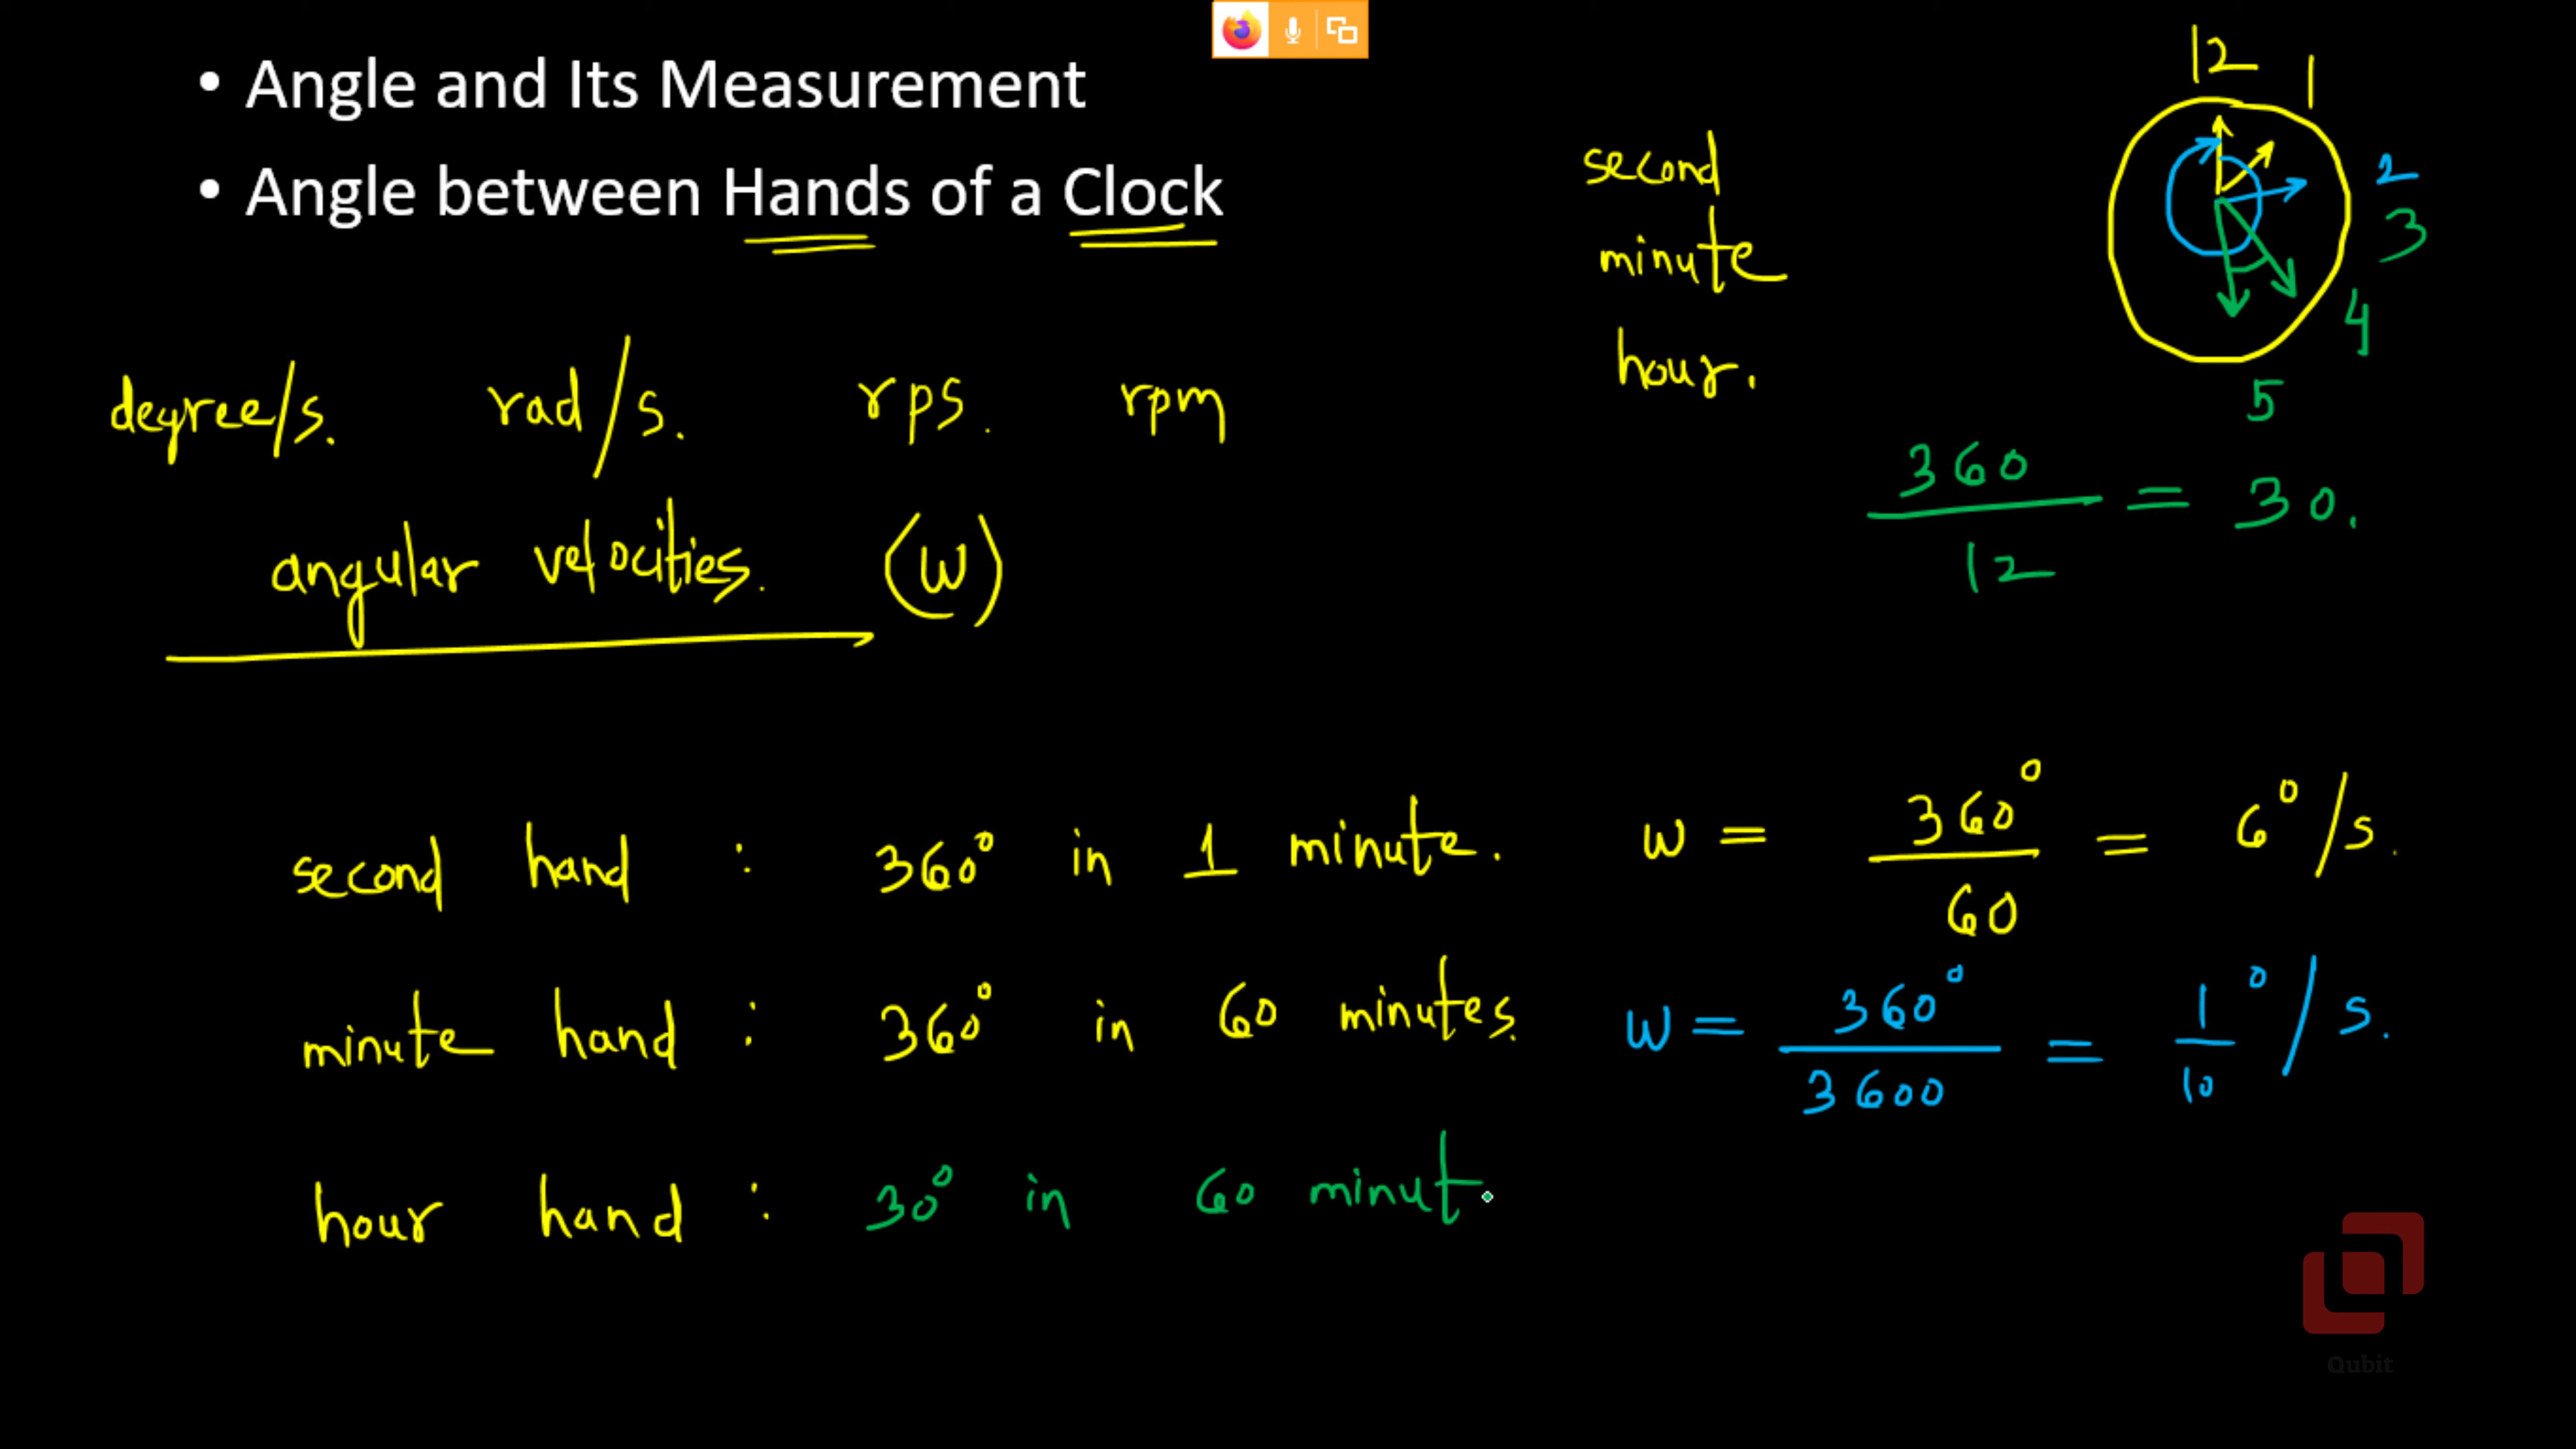 • Angle and Its Measurement
• Angle between Hands of a Clock
second
minute
hour.
12
1
2
3
4
5
360
12
= 30.
degree/s. rad/s. rps. rpm
angular velocities. (w)
second hand : 360° in 1 minute. w = 360° / 60 = 6°/s.
minute hand : 360° in 60 minutes. w = 360° / 3600 = 1/10 °/s.
hour hand : 30° in 60 minut
Qubit